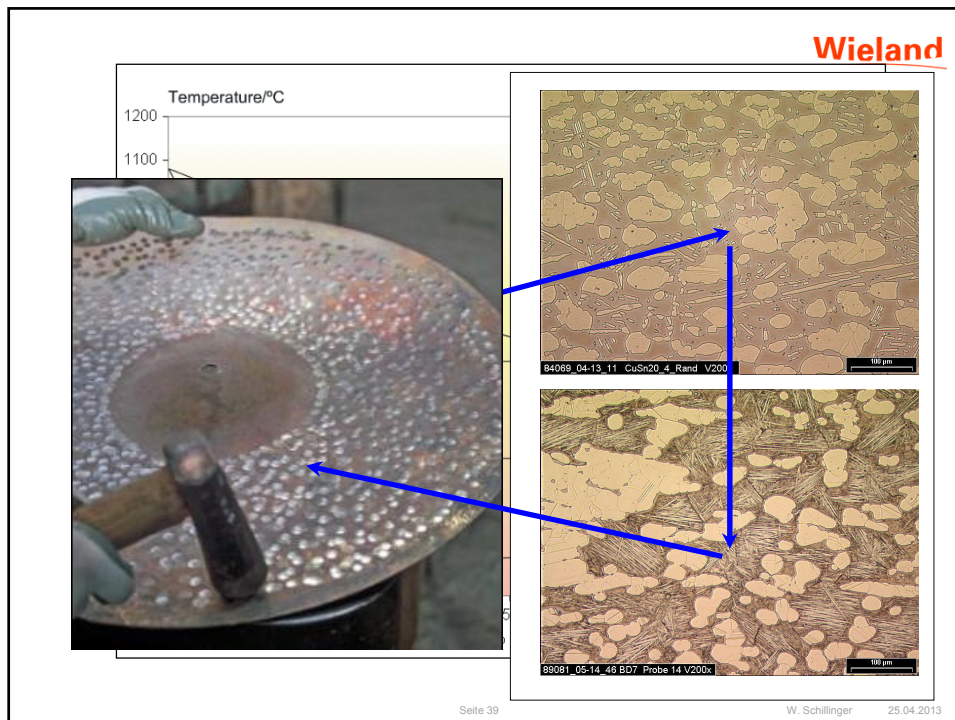 Wieland
Temperature/ºC
1200
1100
5
84069_04-13_11 CuSn20_4_Rand V200
100 µm
89081_05-14_46 BD7 Probe 14 V200x
100 µm
Seite 39
W. Schillinger 25.04.2013